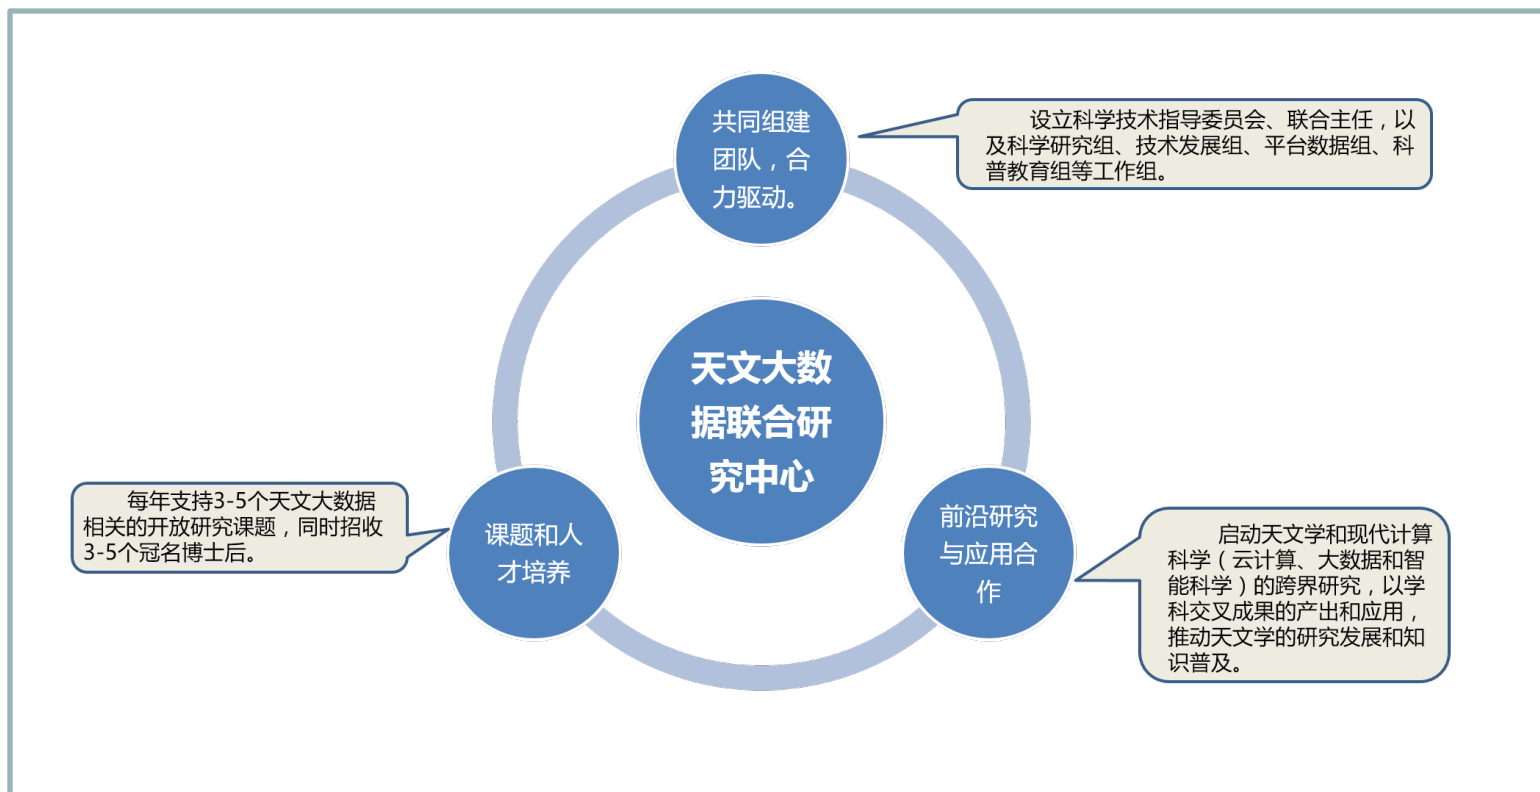 共同组建
团队，合
力驱动。
设立科学技术指导委员会、联合主任，以
及科学研究组、技术发展组、平台数据组、科
普教育组等工作组。
天文大数
据联合研
究中心
每年支持3-5个天文大数据
相关的开放研究课题，同时招收
3-5个冠名博士后。
课题和人
才培养
前沿研究
与应用合
作
启动天文学和现代计算
科学（云计算、大数据和智
能科学）的跨界研究，以学
科交叉成果的产出和应用，
推动天文学的研究发展和知
识普及。